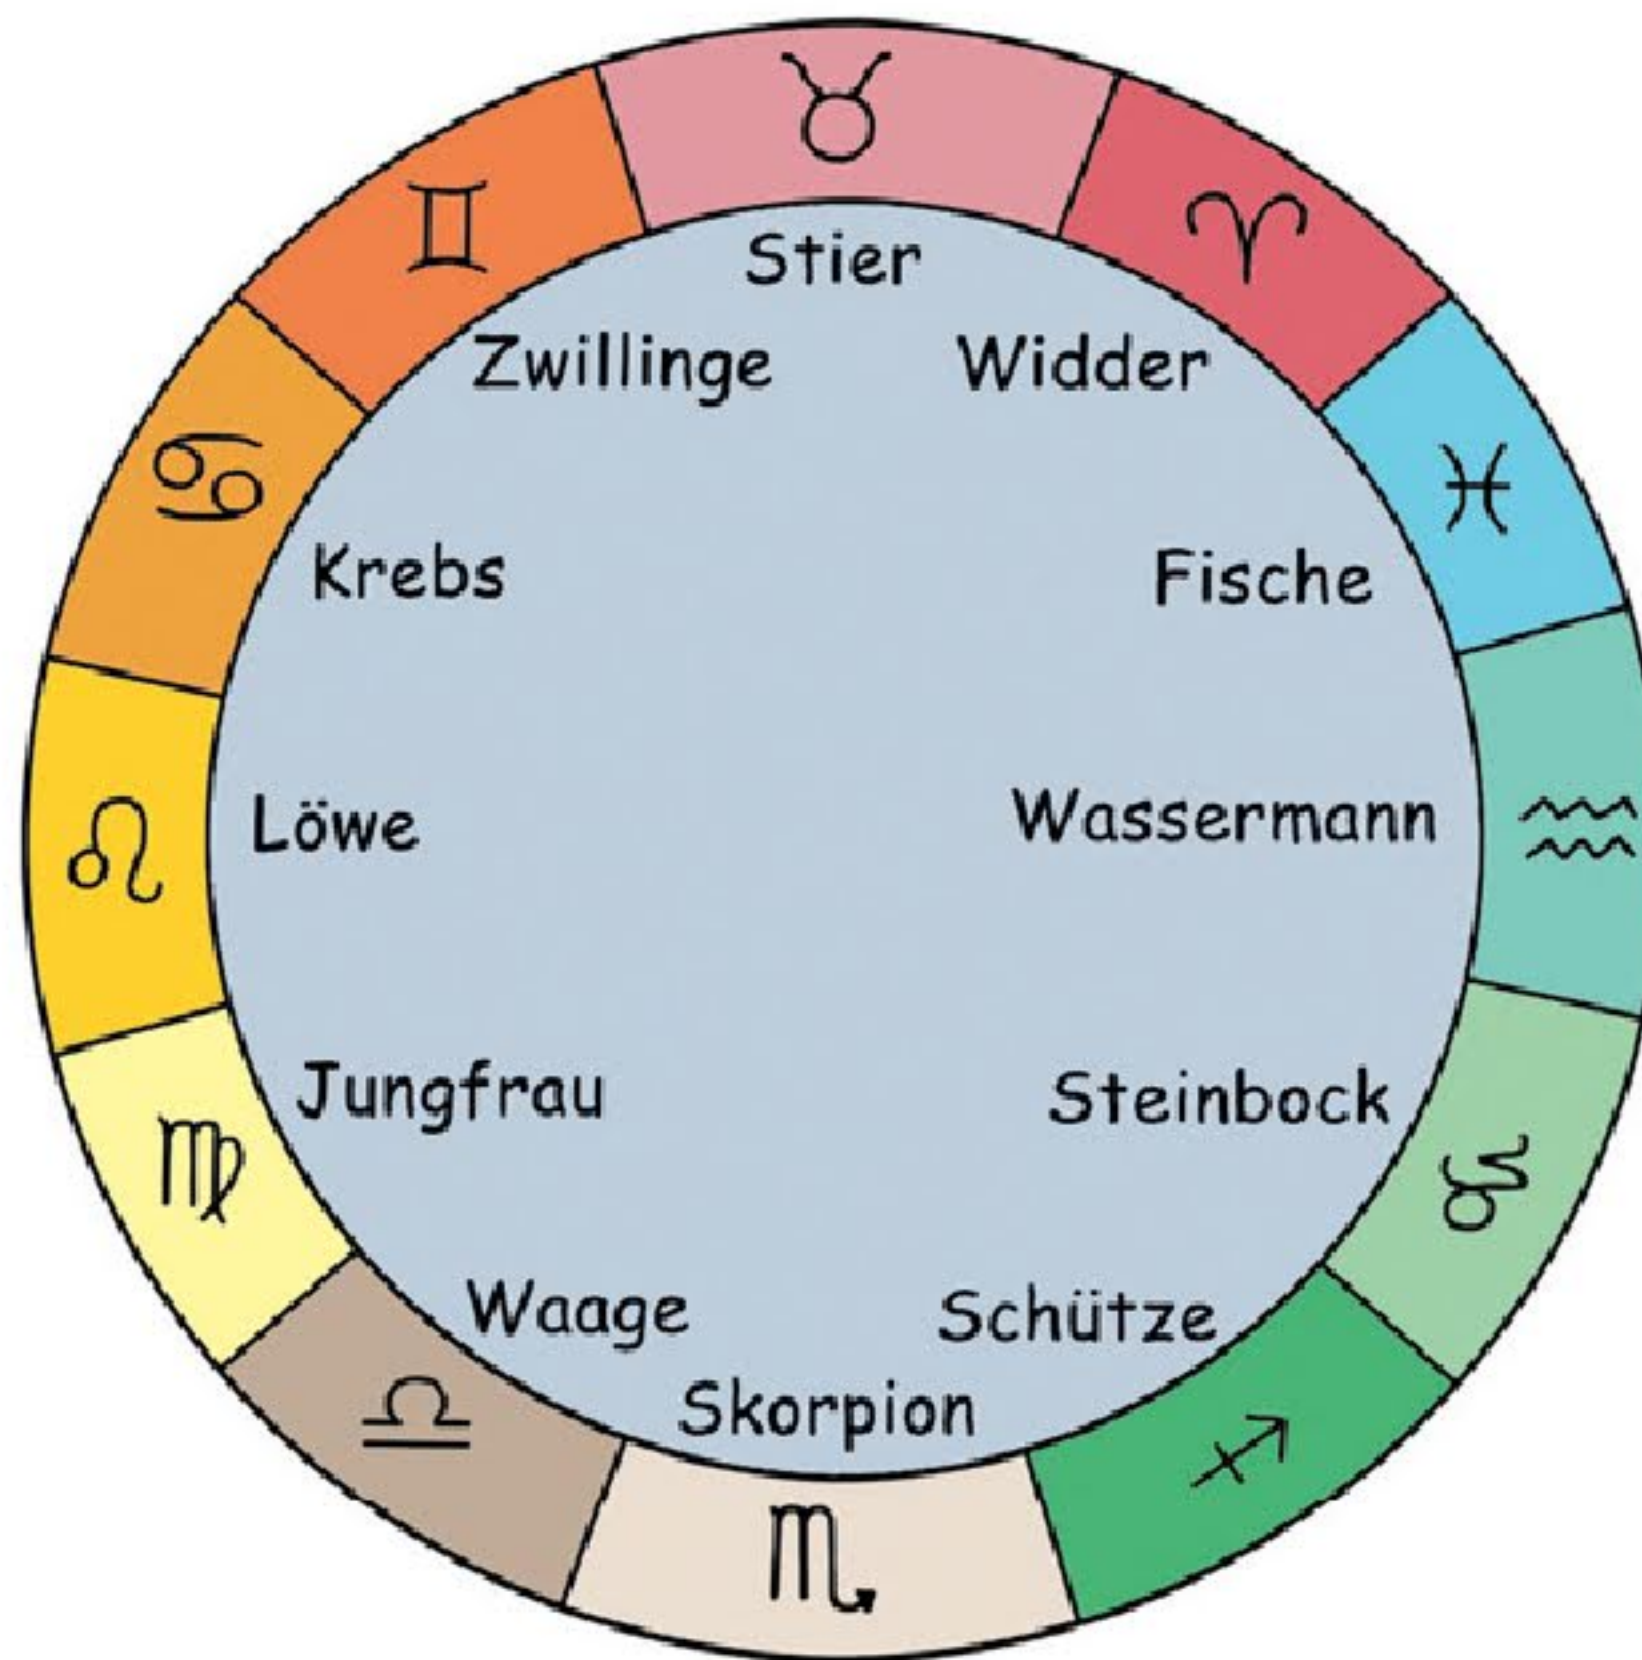 Stier
Zwillinge Widder
Krebs Fische
Löwe Wassermann
Jungfrau Steinbock
Waage Schütze
Skorpion